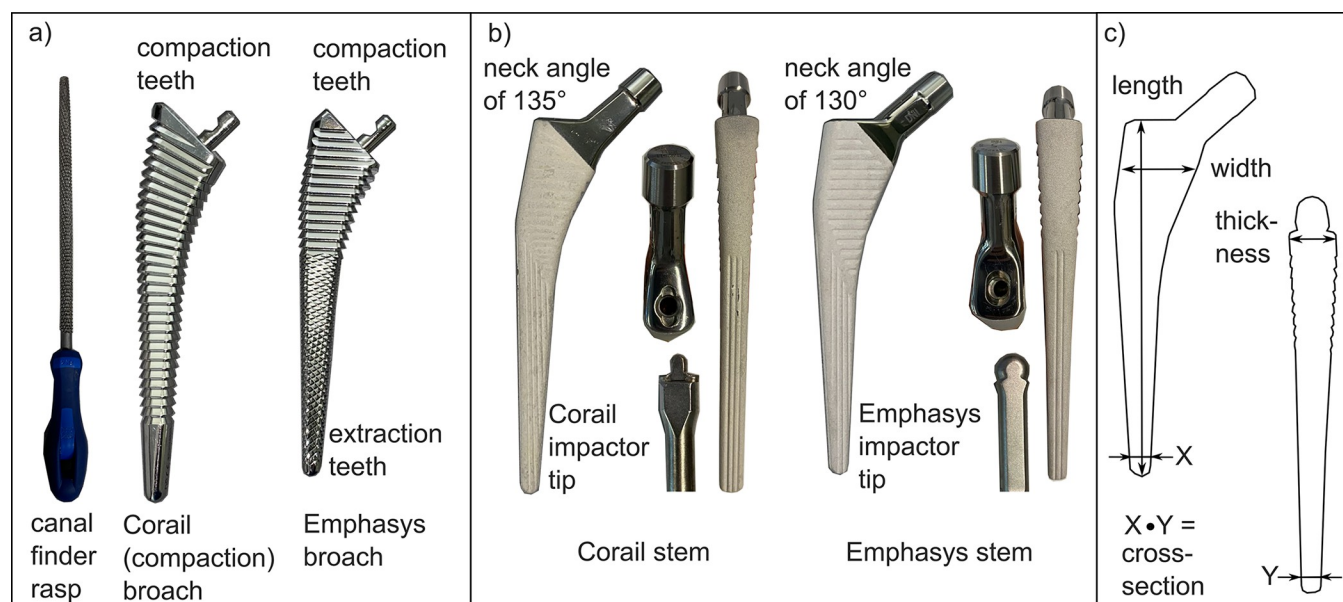 a)
compaction
teeth
compaction
teeth
extraction
teeth
canal
finder
rasp
Corail
(compaction)
broach
Emphasys
broach
b)
neck angle
of 135°
neck angle
of 130°
Corail
impactor
tip
Emphasys
impactor
tip
Corail stem
Emphasys stem
c)
length
width
thick-
ness
X
X•Y =
cross-
section
Y